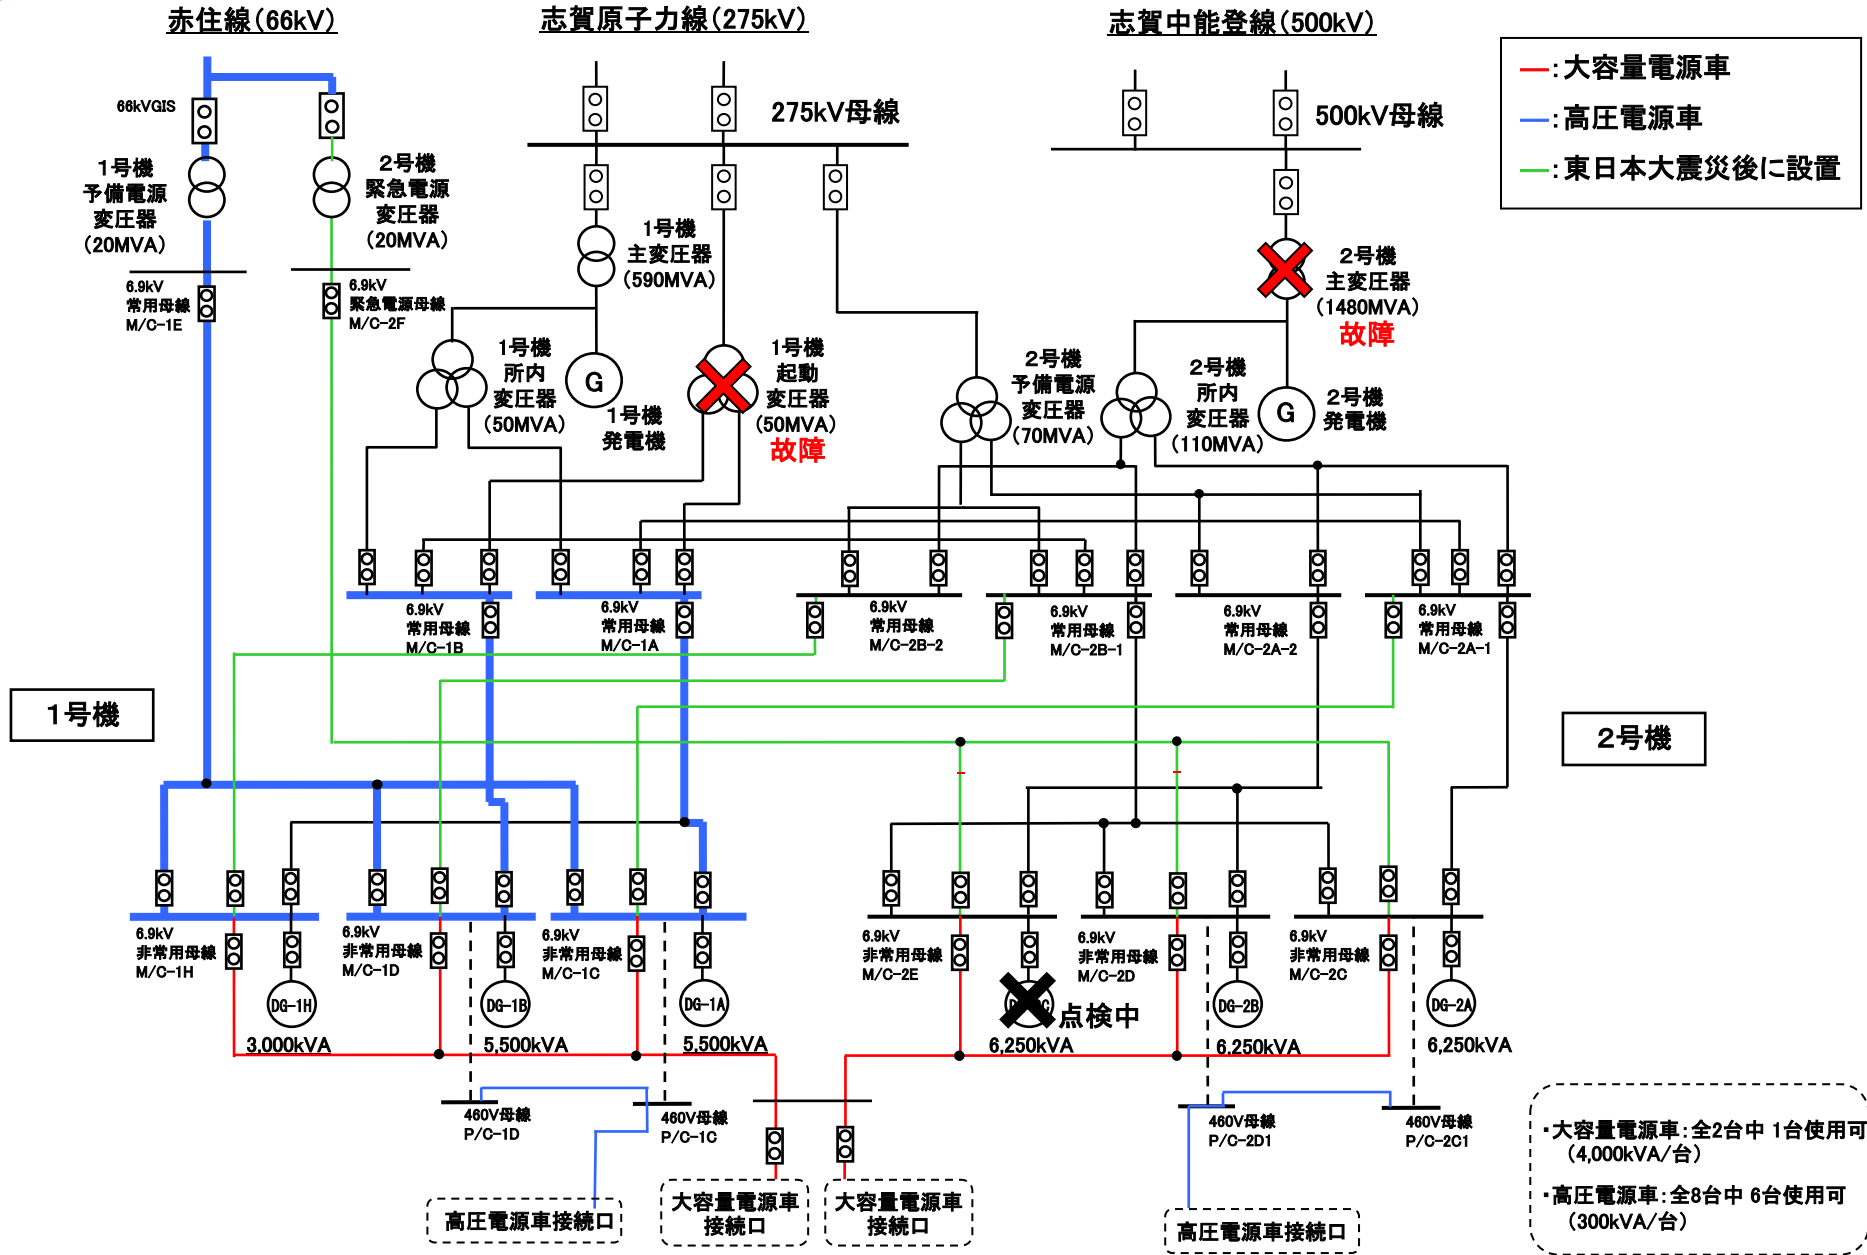 赤住線(66kV)
志賀原子力線(275kV)
志賀中能登線(500kV)
━:大容量電源車
━:高圧電源車
━:東日本大震災後に設置
66kVGIS
275kV母線
500kV母線
1号機
予備電源
変圧器
(20MVA)
2号機
緊急電源
変圧器
(20MVA)
1号機
主変圧器
(590MVA)
2号機
主変圧器
(1480MVA)
故障
6.9kV
常用母線
M/C-1E
6.9kV
緊急電源母線
M/C-2F
1号機
所内
変圧器
(50MVA)
G
1号機
発電機
1号機
起動
変圧器
(50MVA)
故障
2号機
予備電源
変圧器
(70MVA)
2号機
所内
変圧器
(110MVA)
G
2号機
発電機
6.9kV
常用母線
M/C-1B
6.9kV
常用母線
M/C-1A
6.9kV
常用母線
M/C-2B-2
6.9kV
常用母線
M/C-2B-1
6.9kV
常用母線
M/C-2A-2
6.9kV
常用母線
M/C-2A-1
1号機
2号機
6.9kV
非常用母線
M/C-1H
6.9kV
非常用母線
M/C-1D
6.9kV
非常用母線
M/C-1C
6.9kV
非常用母線
M/C-2E
6.9kV
非常用母線
M/C-2D
6.9kV
非常用母線
M/C-2C
DG-1H
3,000kVA
DG-1B
5,500kVA
DG-1A
5,500kVA
点検中
6,250kVA
DG-2B
6,250kVA
DG-2A
6,250kVA
460V母線
P/C-1D
460V母線
P/C-1C
460V母線
P/C-2D1
460V母線
P/C-2C1
高圧電源車接続口
大容量電源車
接続口
大容量電源車
接続口
高圧電源車接続口
・大容量電源車:全2台中 1台使用可
(4,000kVA/台)
・高圧電源車:全8台中 6台使用可
(300kVA/台)